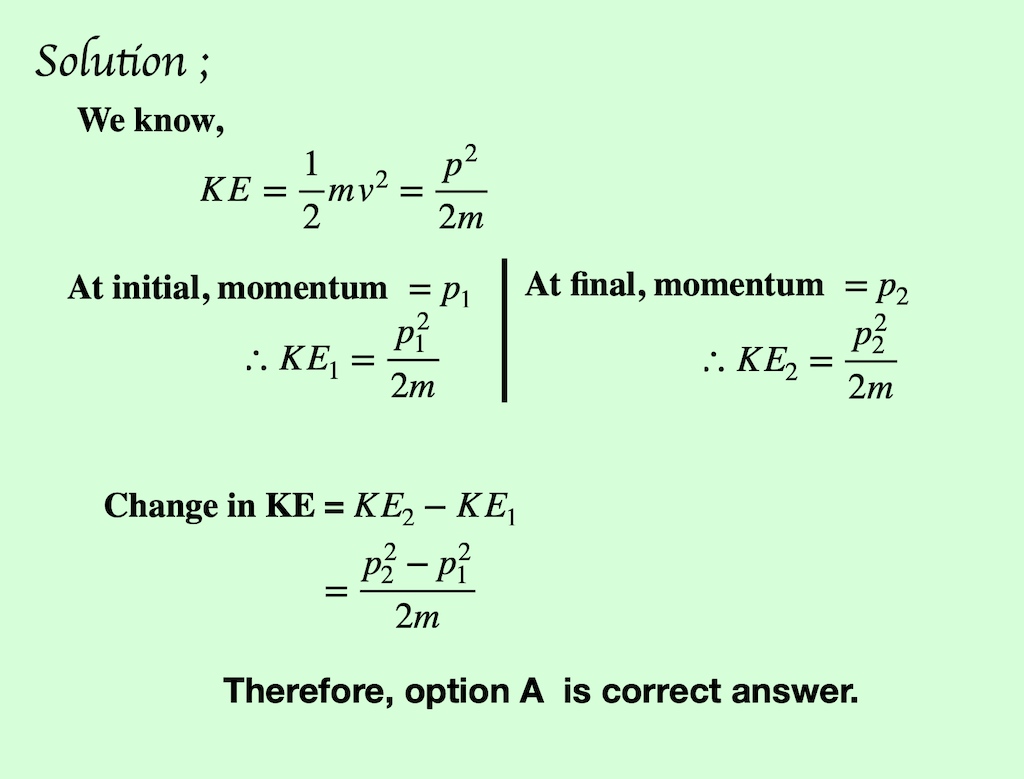 Solution ;
We know,
KE = \frac{1}{2}mv^2 = \frac{p^2}{2m}
At initial, momentum = p_1
∴ KE_1 = \frac{p_1^2}{2m}
At final, momentum = p_2
∴ KE_2 = \frac{p_2^2}{2m}
Change in KE = KE_2 − KE_1
= \frac{p_2^2 − p_1^2}{2m}
Therefore, option A is correct answer.